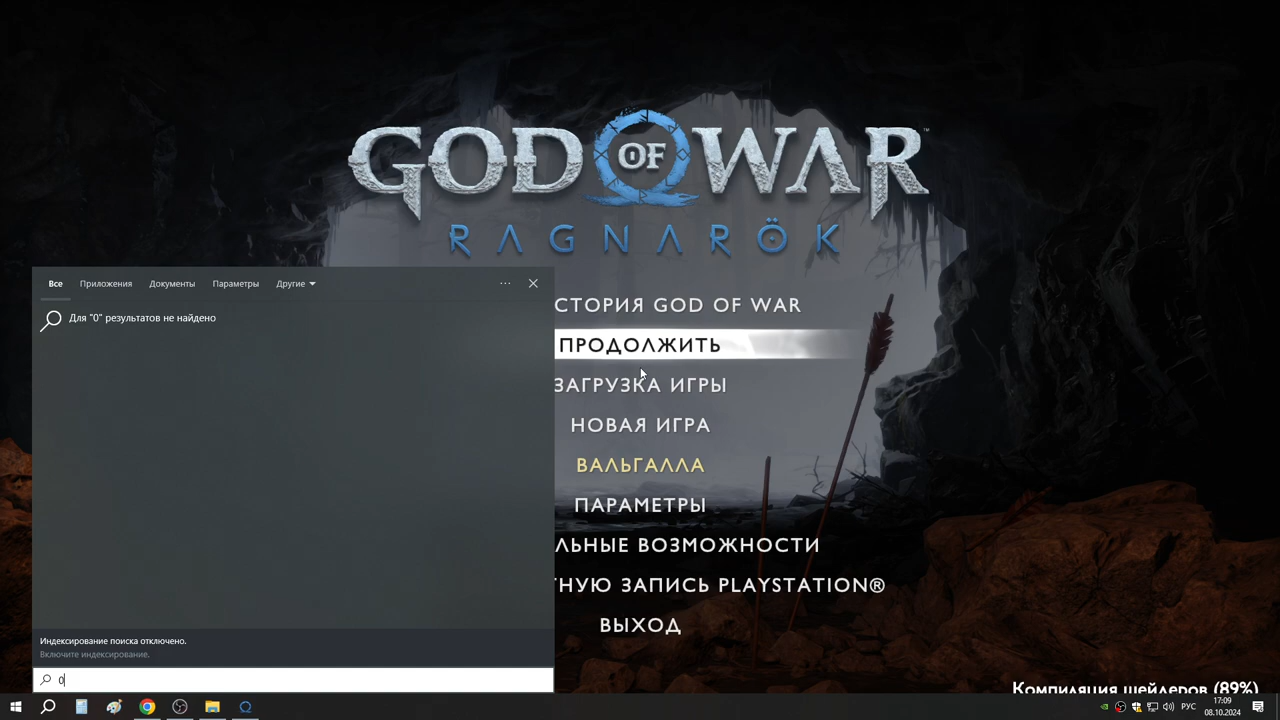 GOD OF WAR™
RAGNARÖK
Все Приложения Документы Параметры Другие ...
Для "0" результатов не найдено
СТОРИЯ GOD OF WAR
ПРОДОЛЖИТЬ
ЗАГРУЗКА ИГРЫ
НОВАЯ ИГРА
ВАЛЬГАЛЛА
ПАРАМЕТРЫ
ЛЬНЫЕ ВОЗМОЖНОСТИ
ТНУЮ ЗАПИСЬ PLAYSTATION®
ВЫХОД
Индексирование поиска отключено.
Включите индексирование.
0
Компиляция шейдеров (89%)
РУС
17:09
08.10.2024